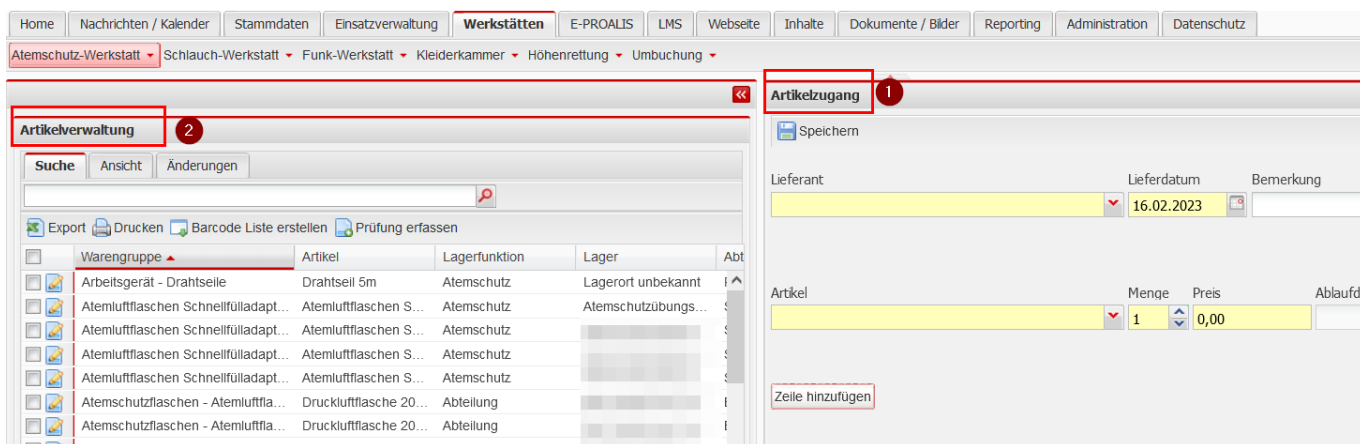 Home Nachrichten / Kalender Stammdaten Einsatzverwaltung Werkstätten E-PROALIS LMS Webseite Inhalte Dokumente / Bilder Reporting Administration Datenschutz
Atemschutz-Werkstatt Schlauch-Werkstatt Funk-Werkstatt Kleiderkammer Höhenrettung Umbuchung
Artikelverwaltung 2
Suche Ansicht Änderungen
Export Drucken Barcode Liste erstellen Prüfung erfassen
Warengruppe Artikel Lagerfunktion Lager Abt
Arbeitsgerät - Drahtseile Drahtseil 5m Atemschutz Lagerort unbekannt
Atemluftflaschen Schnellfülladapt... Atemluftflaschen S... Atemschutz Atemschutzübungs...
Atemluftflaschen Schnellfülladapt... Atemluftflaschen S... Atemschutz
Atemluftflaschen Schnellfülladapt... Atemluftflaschen S... Atemschutz
Atemluftflaschen Schnellfülladapt... Atemluftflaschen S... Atemschutz
Atemschutzflaschen - Atemluftfla... Druckluftflasche 20... Abteilung
Atemschutzflaschen - Atemluftfla... Druckluftflasche 20... Abteilung
Artikelzugang 1
Speichern
Lieferant Lieferdatum Bemerkung
16.02.2023
Artikel Menge Preis Ablaufd
1 0,00
Zeile hinzufügen